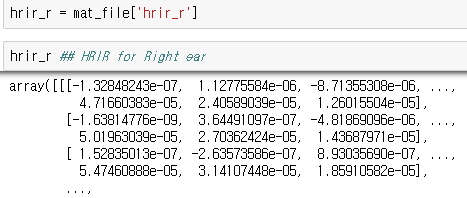 hrir_r = mat_file['hrir_r']
hrir_r ## HRIR for Right ear
array([[[-1.32848243e-07, 1.12775584e-06, -8.71355308e-06, ...,
4.71660383e-05, 2.40589039e-05, 1.26015504e-05],
[-1.63814776e-09, 3.64491097e-07, -4.81869096e-06, ...,
5.01963039e-05, 2.70362424e-05, 1.43687971e-05],
[ 1.52835013e-07, -2.63573586e-07, 8.93035690e-07, ...,
5.47460888e-05, 3.14107448e-05, 1.85910582e-05],
...,